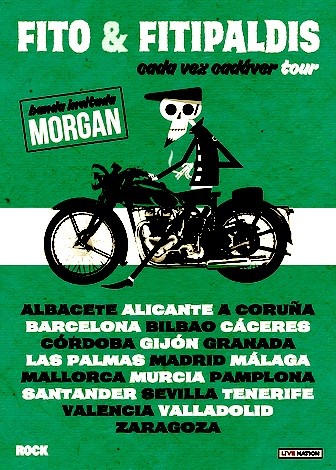 FITO & FITIPALDIS
cada vez cadáver tour
banda invitada
MORGAN
ALBACETE ALICANTE A CORUÑA
BARCELONA BILBAO CÁCERES
CÓRDOBA GIJÓN GRANADA
LAS PALMAS MADRID MÁLAGA
MALLORCA MURCIA PAMPLONA
SANTANDER SEVILLA TENERIFE
VALENCIA VALLADOLID
ZARAGOZA
ROCK
LIVE NATION